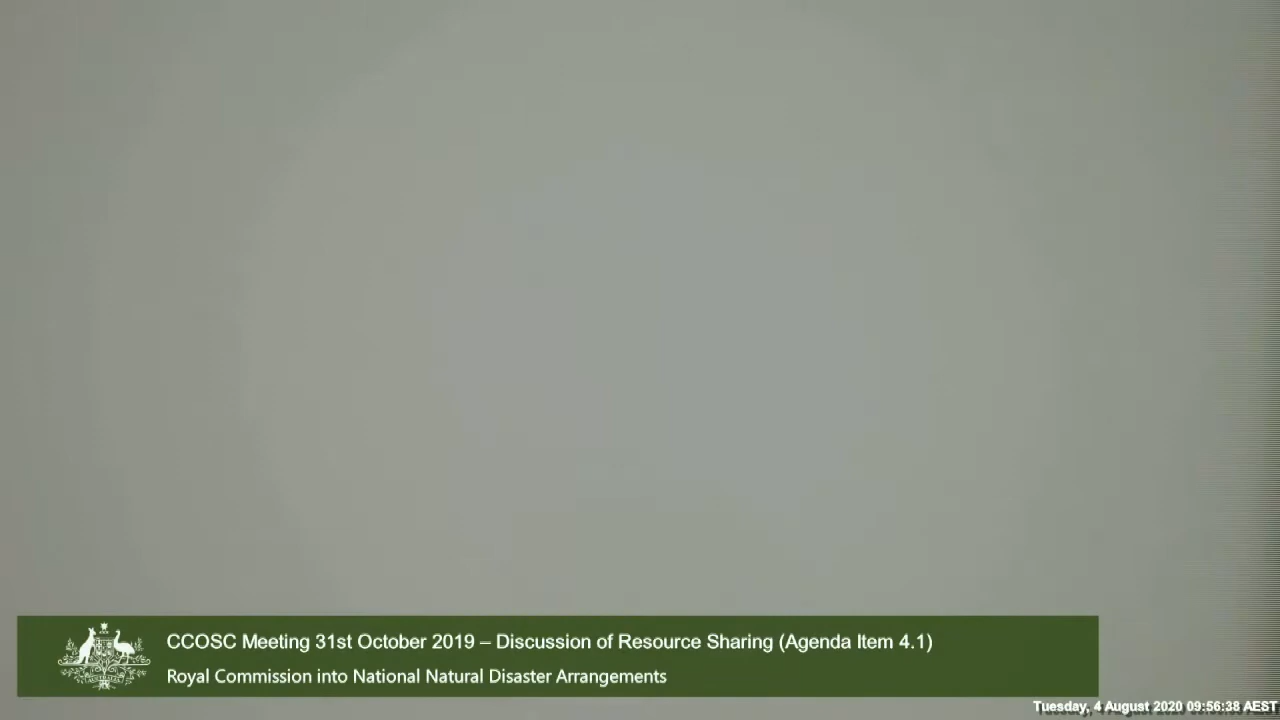 CCOSC Meeting 31st October 2019 – Discussion of Resource Sharing (Agenda Item 4.1)
Royal Commission into National Natural Disaster Arrangements
Tuesday, 4 August 2020 09:56:38 AEST